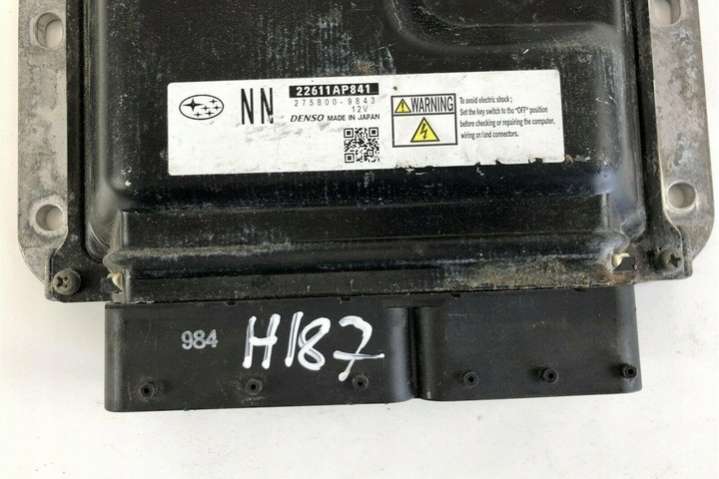 NN
22611AP841
275800-9843
12V
DENSO MADE IN JAPAN
WARNING
To avoid electric shock ;
Set the key switch to the "OFF" position
before checking or repairing the computer,
wiring and connectors.
984
H187